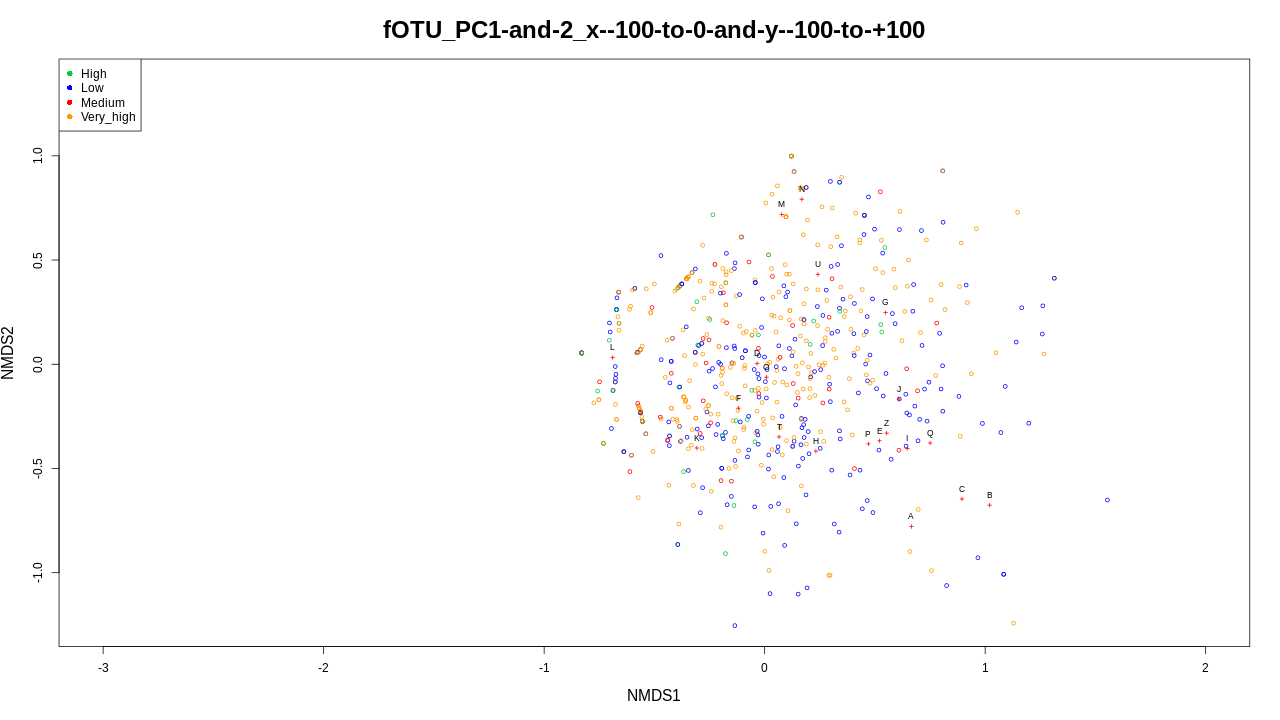 fOTU_PC1-and-2_x--100-to-0-and-y--100-to-+100
High
Low
Medium
Very_high
NMDS2
1.0
0.5
0.0
-0.5
-1.0
N
M
U
G
L
D
O
J
F
T
K
H
P
E
Z
I
Q
C
B
A
-3
-2
-1
0
1
2
NMDS1